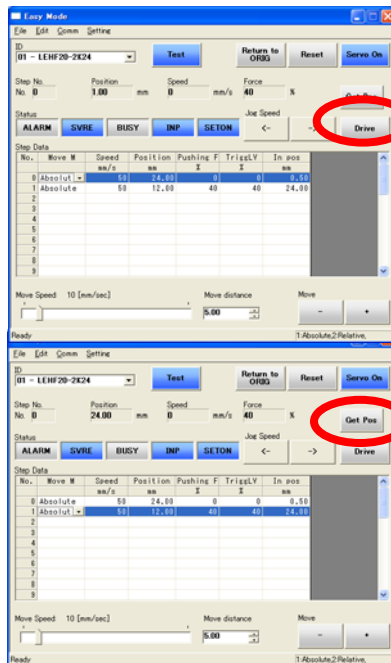 Easy Mode
File Edit Comm Setting
ID
01 - LEHF20-2K24 Test Return to ORIG Reset Servo On
Step No. Position Speed Force
No. 0 1.00 mm 0 mm/s 40 % Get Pos
Status Jog Speed
ALARM SVRE BUSY INP SETON <- -> Drive
Step Data
No. Move M Speed Position Pushing F TriggLV In pos
mm/s mm % % mm
0 Absolut 50 24.00 0 0 0.50
1 Absolute 50 12.00 40 40 24.00
2
3
4
5
6
7
8
9
Move Speed 10 [mm/sec] Move distance Move
5.00 - +
Ready 1:Absolute,2:Relative,
File Edit Comm Setting
ID
01 - LEHF20-2K24 Test Return to ORIG Reset Servo On
Step No. Position Speed Force
No. 0 24.00 mm 0 mm/s 40 % Get Pos
Status Jog Speed
ALARM SVRE BUSY INP SETON <- -> Drive
Step Data
No. Move M Speed Position Pushing F TriggLV In pos
mm/s mm % % mm
0 Absolute 50 24.00 0 0 0.50
1 Absolut 50 12.00 40 40 24.00
2
3
4
5
6
7
8
9
Move Speed 10 [mm/sec] Move distance Move
5.00 - +
Ready 1:Absolute,2:Relative,